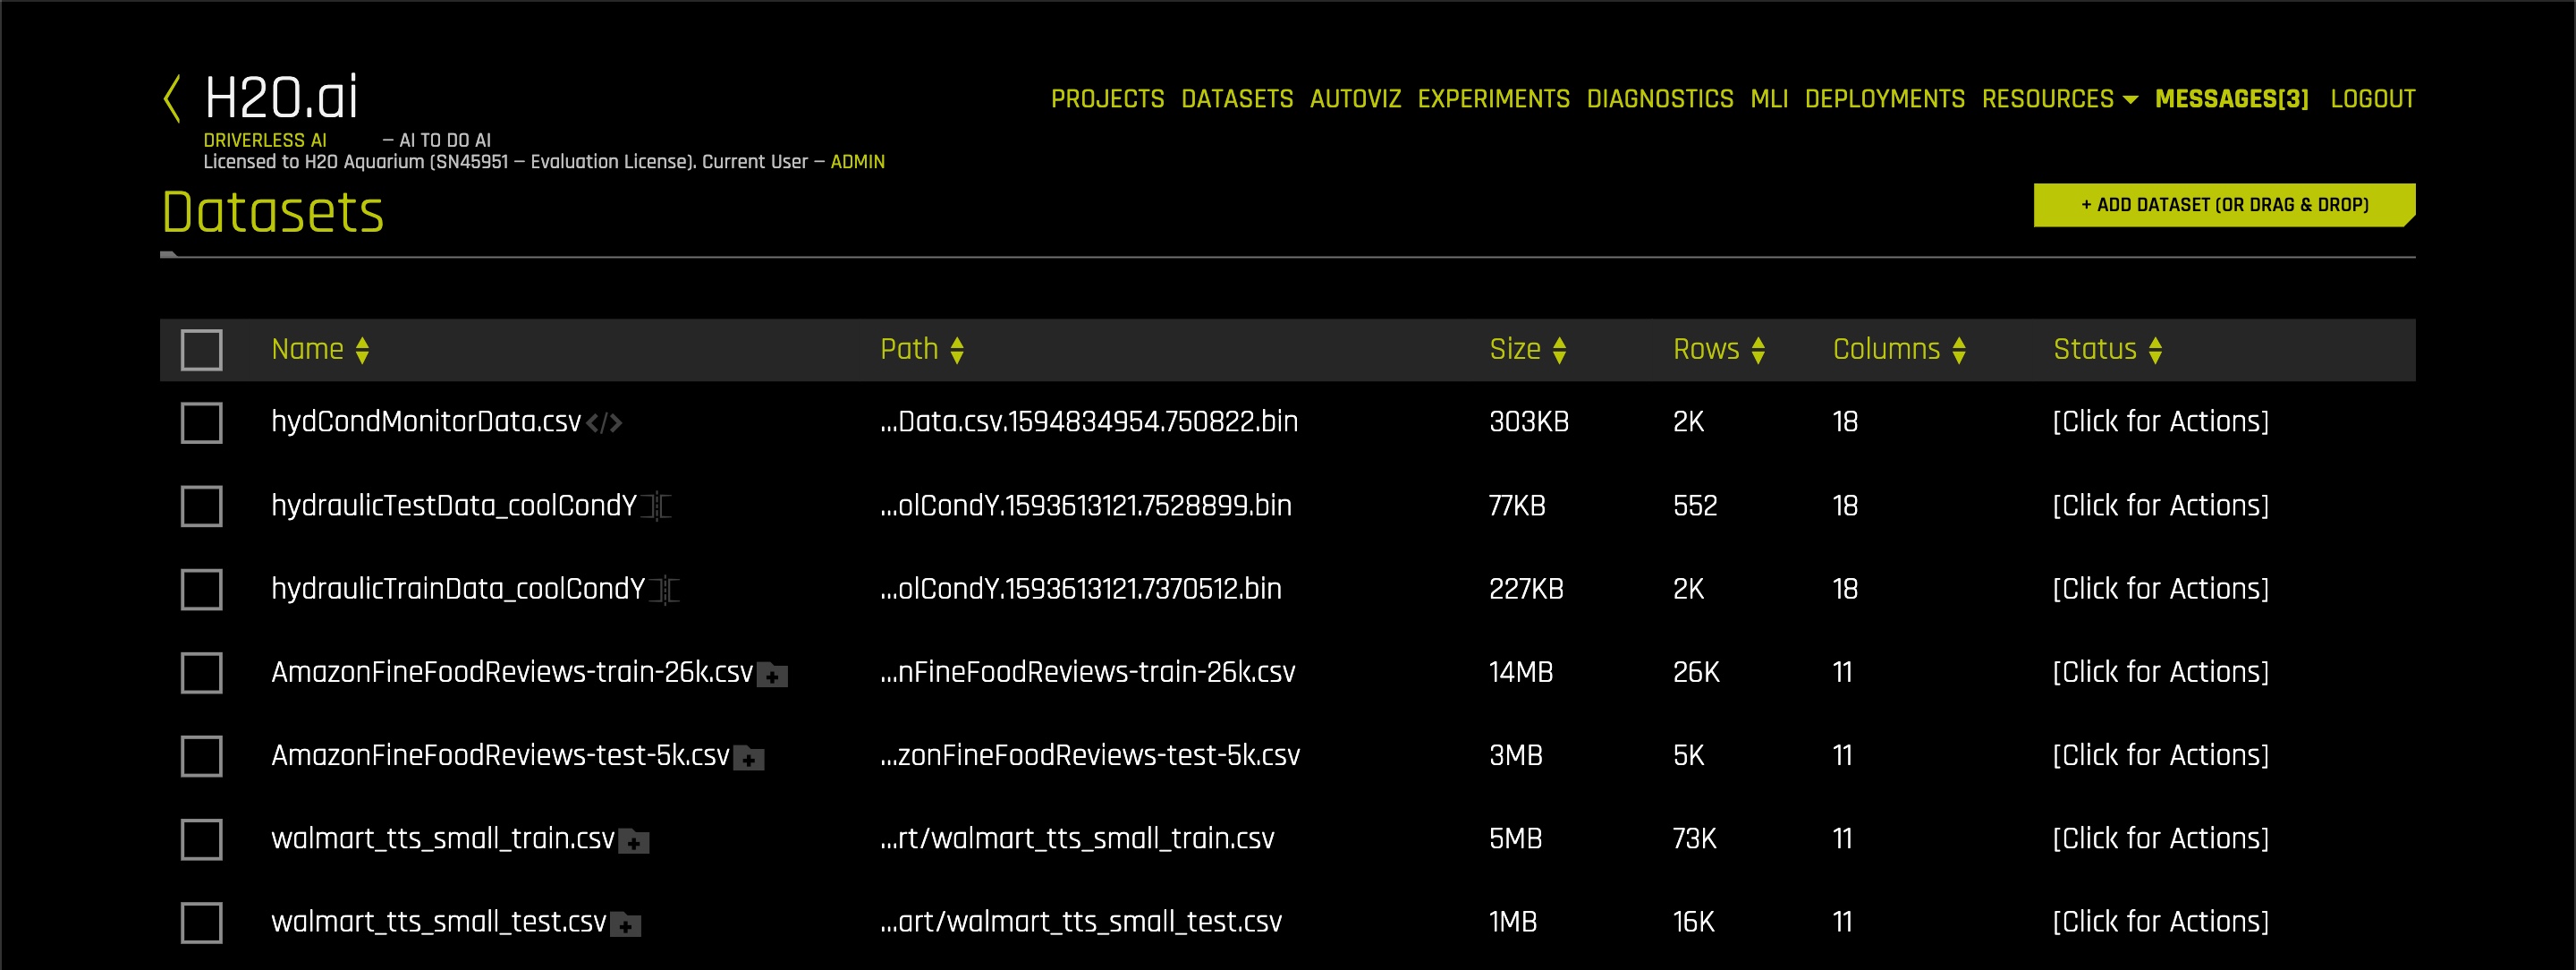 H2O.ai
PROJECTS DATASETS AUTOVIZ EXPERIMENTS DIAGNOSTICS MLI DEPLOYMENTS RESOURCES MESSAGES[3] LOGOUT
DRIVERLESS AI – AI TO DO AI
Licensed to H2O Aquarium (SN45951 – Evaluation License). Current User – ADMIN
Datasets
+ ADD DATASET (OR DRAG & DROP)
Name Path Size Rows Columns Status
hydCondMonitorData.csv ...Data.csv.1594834954.750822.bin 303KB 2K 18 [Click for Actions]
hydraulicTestData_coolCondY ...olCondY.1593613121.7528899.bin 77KB 552 18 [Click for Actions]
hydraulicTrainData_coolCondY ...olCondY.1593613121.7370512.bin 227KB 2K 18 [Click for Actions]
AmazonFineFoodReviews-train-26k.csv ...nFineFoodReviews-train-26k.csv 14MB 26K 11 [Click for Actions]
AmazonFineFoodReviews-test-5k.csv ...zonFineFoodReviews-test-5k.csv 3MB 5K 11 [Click for Actions]
walmart_tts_small_train.csv ...rt/walmart_tts_small_train.csv 5MB 73K 11 [Click for Actions]
walmart_tts_small_test.csv ...art/walmart_tts_small_test.csv 1MB 16K 11 [Click for Actions]